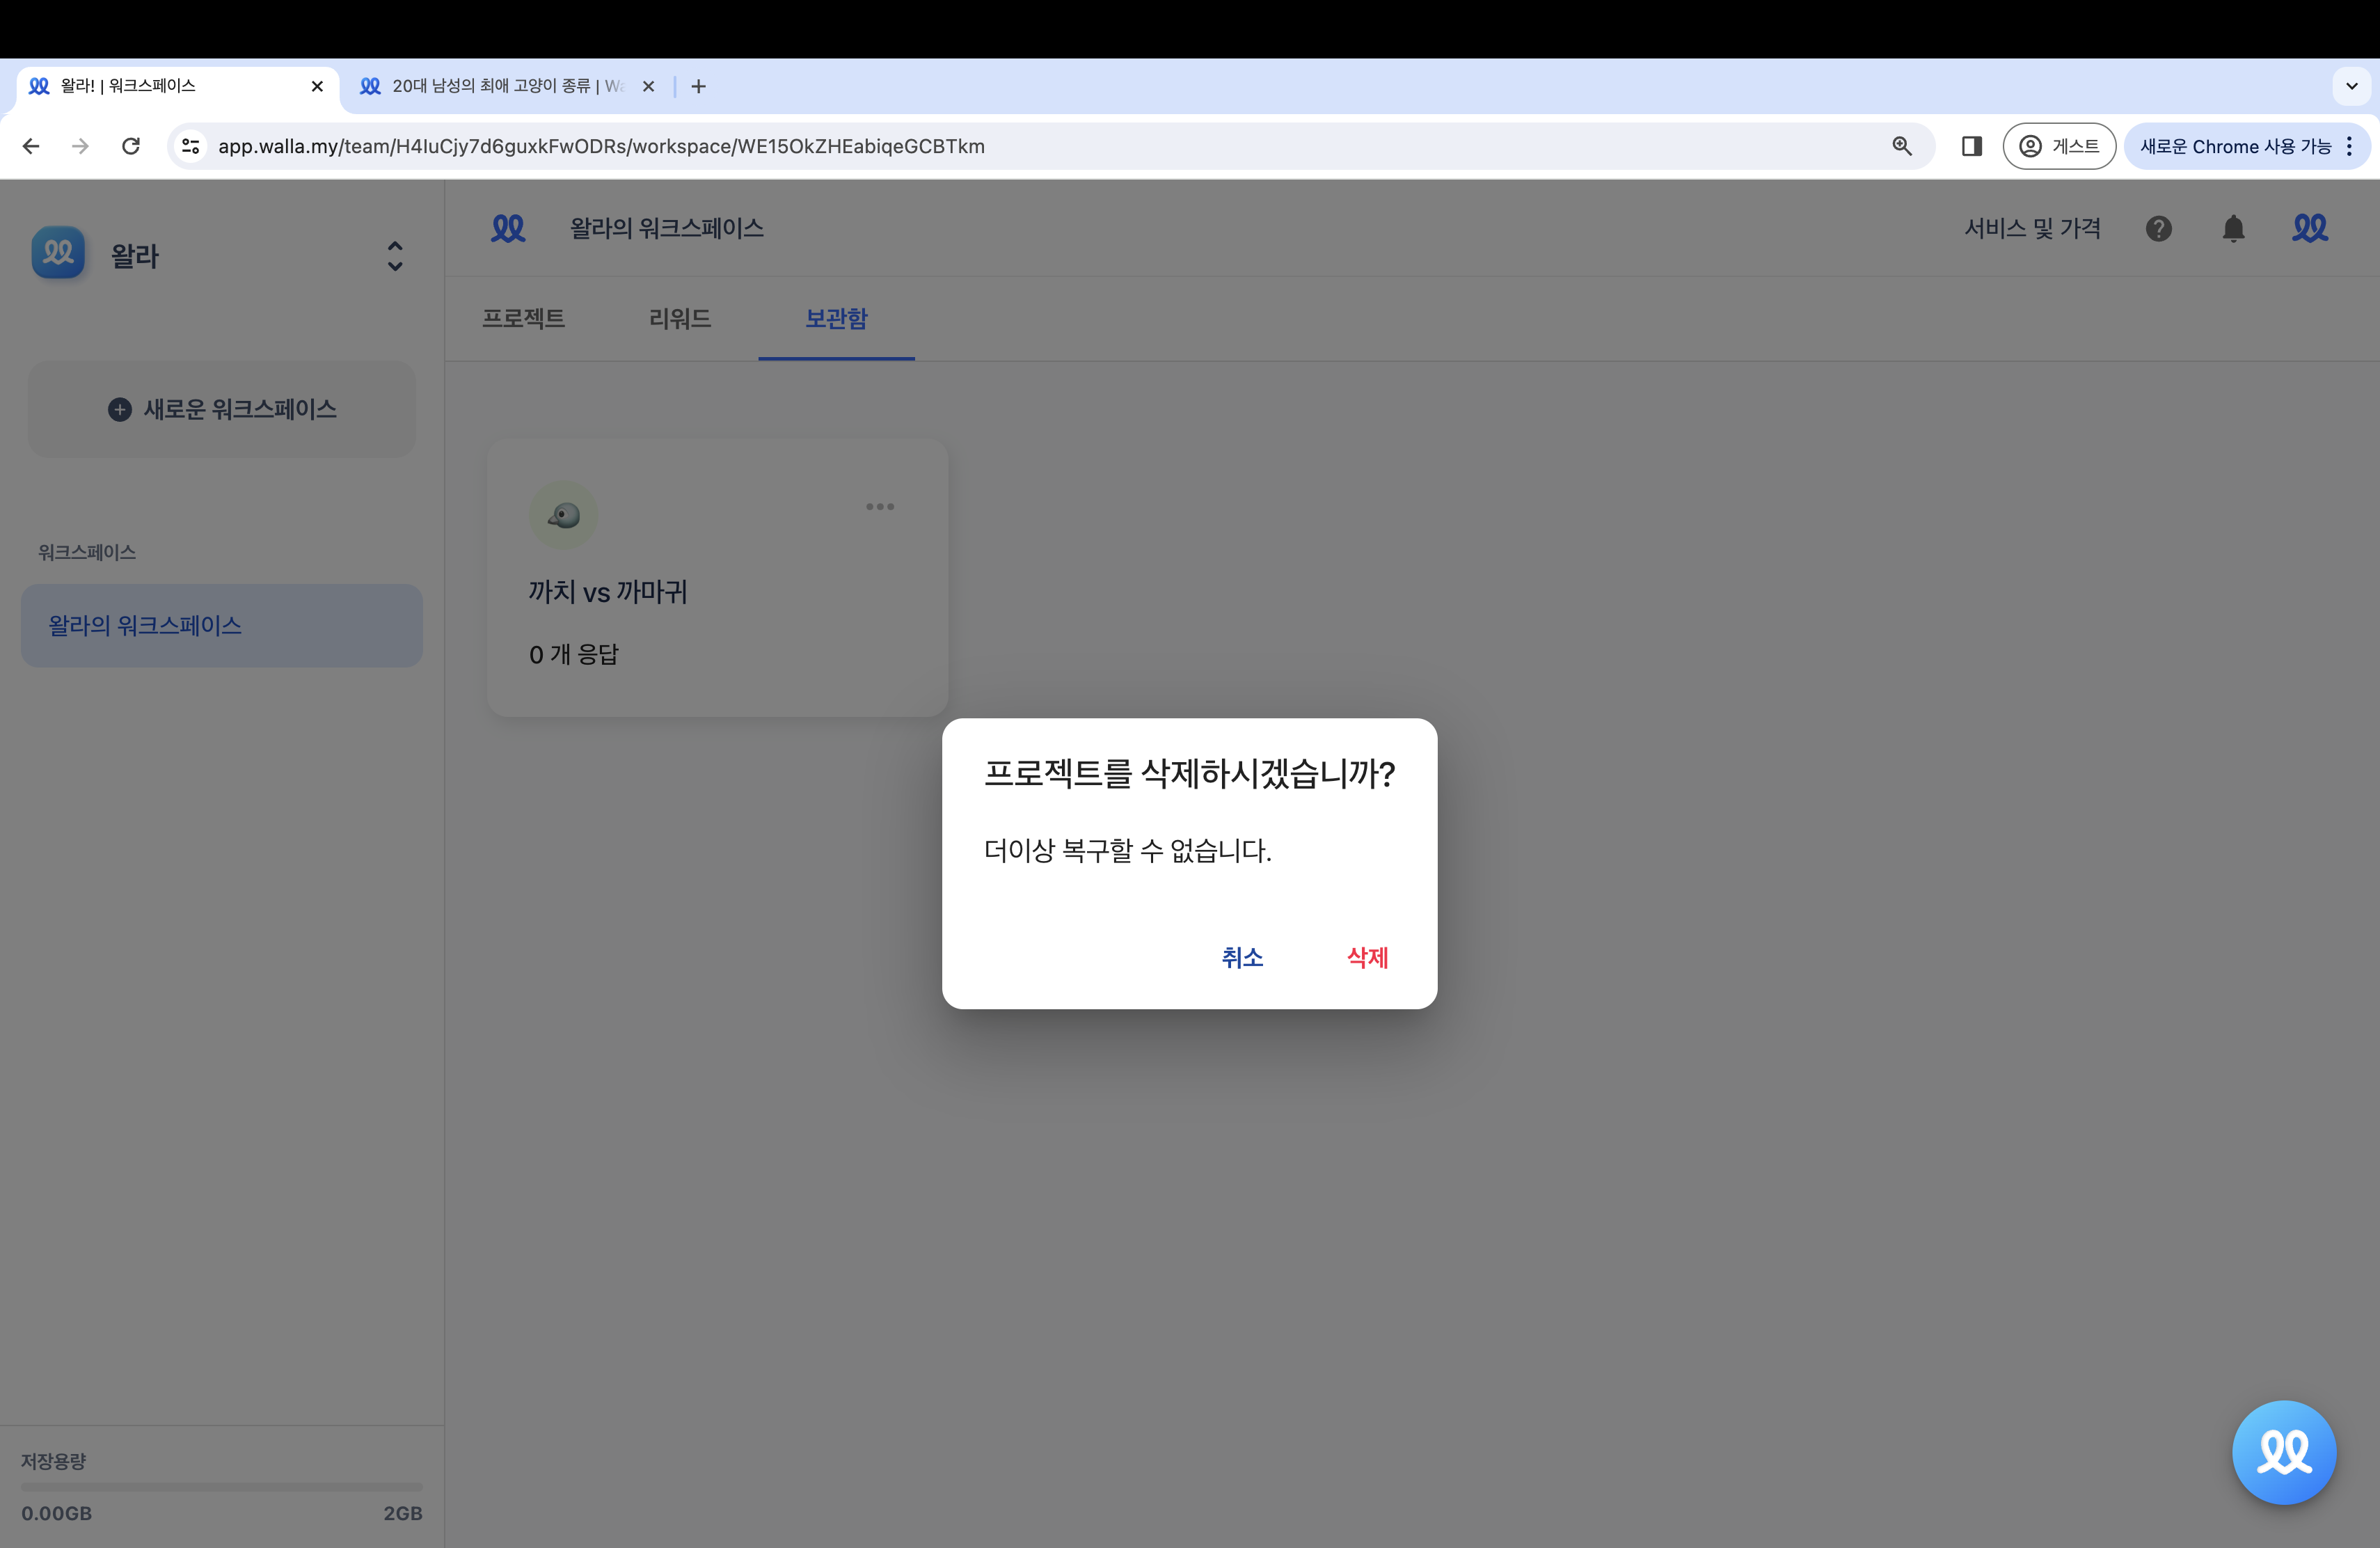 왈라! | 워크스페이스
20대 남성의 최애 고양이 종류 |
app.walla.my/team/H4IuCjy7d6guxkFwODRs/workspace/WE15OkZHEabiqeGCBTkm
게스트
새로운 Chrome 사용 가능
왈라
왈라의 워크스페이스
서비스 및 가격
프로젝트
리워드
보관함
새로운 워크스페이스
워크스페이스
왈라의 워크스페이스
까치 vs 까마귀
0 개 응답
프로젝트를 삭제하시겠습니까?
더이상 복구할 수 없습니다.
취소
삭제
저장용량
0.00GB
2GB